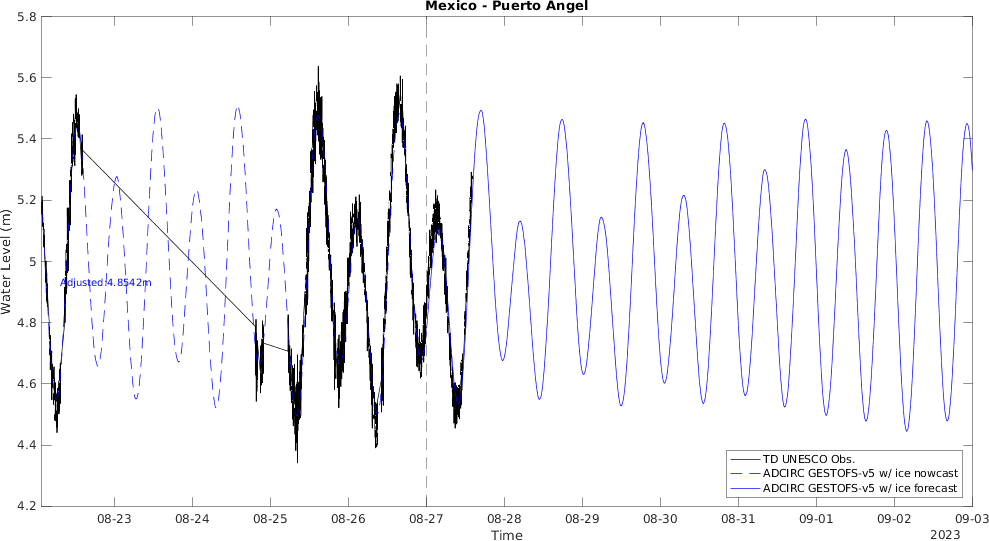 Mexico - Puerto Angel
5.8
5.6
5.4
5.2
5
4.8
4.6
4.4
4.2
Water Level (m)
Adjusted:4.8542m
TD UNESCO Obs.
ADCIRC GESTOFS-v5 w/ ice nowcast
ADCIRC GESTOFS-v5 w/ ice forecast
08-23 08-24 08-25 08-26 08-27 08-28 08-29 08-30 08-31 09-01 09-02 09-03
Time
2023